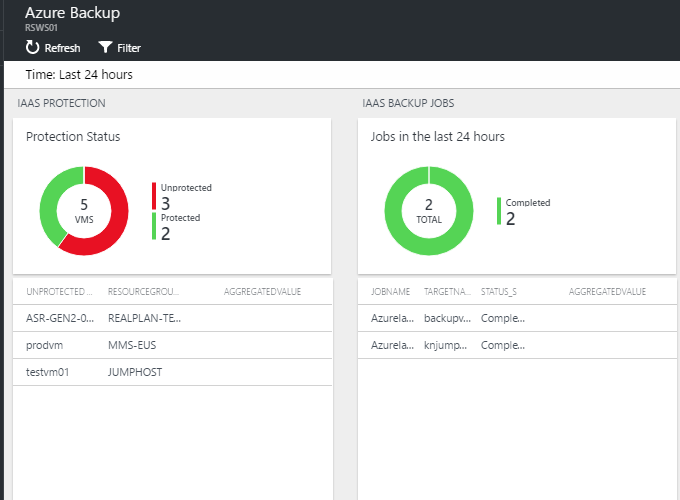 Azure Backup
RSWS01
Refresh Filter
Time: Last 24 hours
IAAS PROTECTION
Protection Status
5
VMS
Unprotected
3
Protected
2
UNPROTECTED... RESOURCEGROU... AGGREGATEDVALUE
ASR-GEN2-0... REALPLAN-TE...
prodvm MMS-EUS
testvm01 JUMPHOST
IAAS BACKUP JOBS
Jobs in the last 24 hours
2
TOTAL
Completed
2
JOBNAME TARGETNA... STATUS_S AGGREGATEDVALUE
Azurela... backupv... Comple...
Azurela... knjump... Comple...